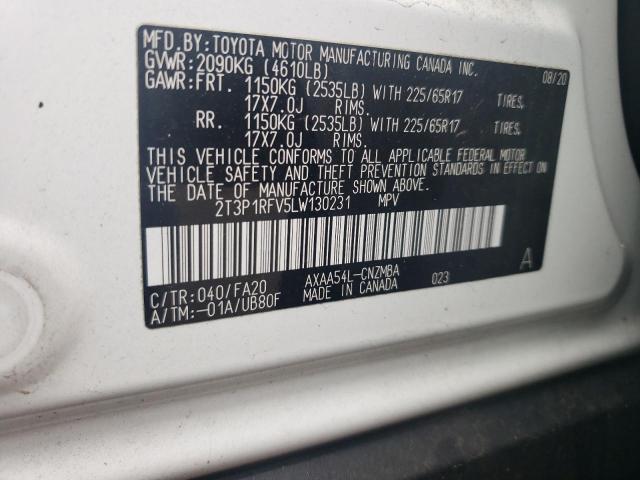 MFD.BY:TOYOTA MOTOR MANUFACTURING CANADA INC.
GVWR:2090KG (4610LB) 08/20
GAWR:FRT. 1150KG (2535LB) WITH 225/65R17 TIRES,
17X7.0J RIMS.
RR. 1150KG (2535LB) WITH 225/65R17 TIRES,
17X7.0J RIMS.
THIS VEHICLE CONFORMS TO ALL APPLICABLE FEDERAL MOTOR
VEHICLE SAFETY AND THEFT PREVENTION STANDARDS IN EFFECT ON
THE DATE OF MANUFACTURE SHOWN ABOVE.
2T3P1RFV5LW130231 MPV
A
C/TR:040/FA20 AXAA54L-CNZMBA 023
A/TM:-01A/UB80F MADE IN CANADA